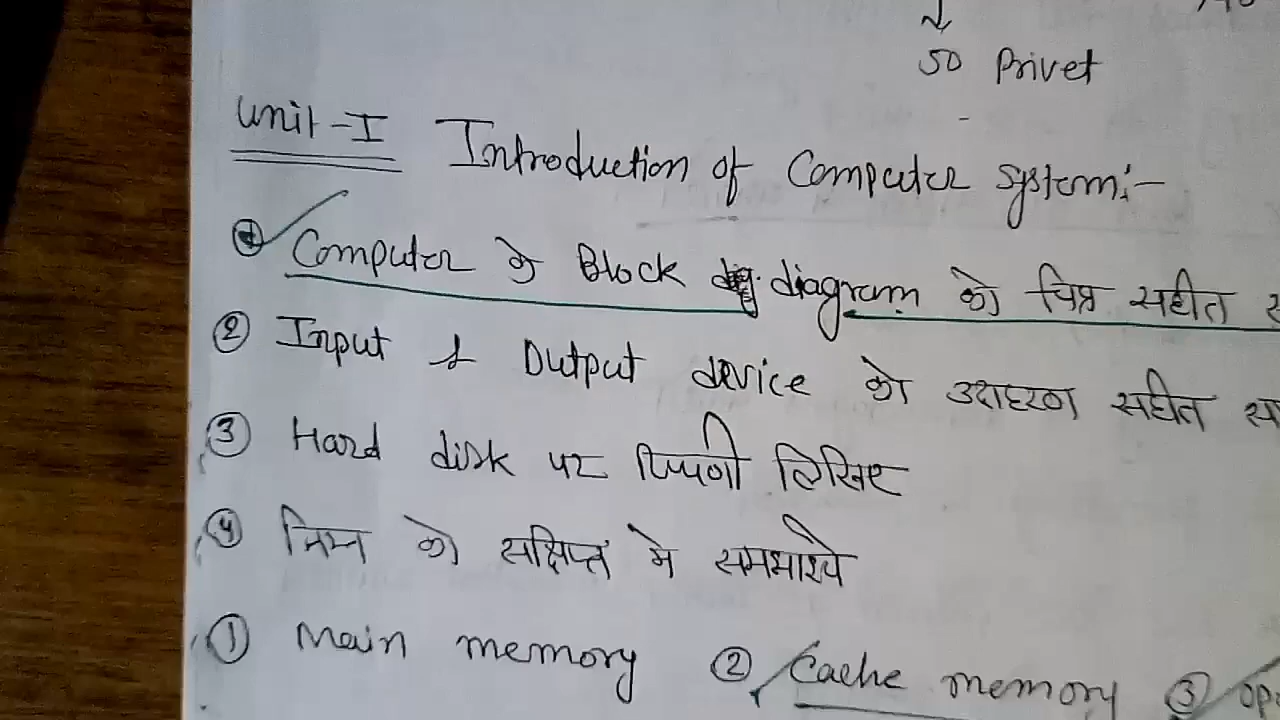 50 Privet
Unit-I Introduction of Computer System:-
Computer के Block diagram को चित्र सहीत
② Input & Output device को उदाहरण सहीत
③ Hard disk पर टिप्पणी लिखिए
④ निम्न को सक्षिप्त मे समझाइये
① Main memory ② Cache memory ③